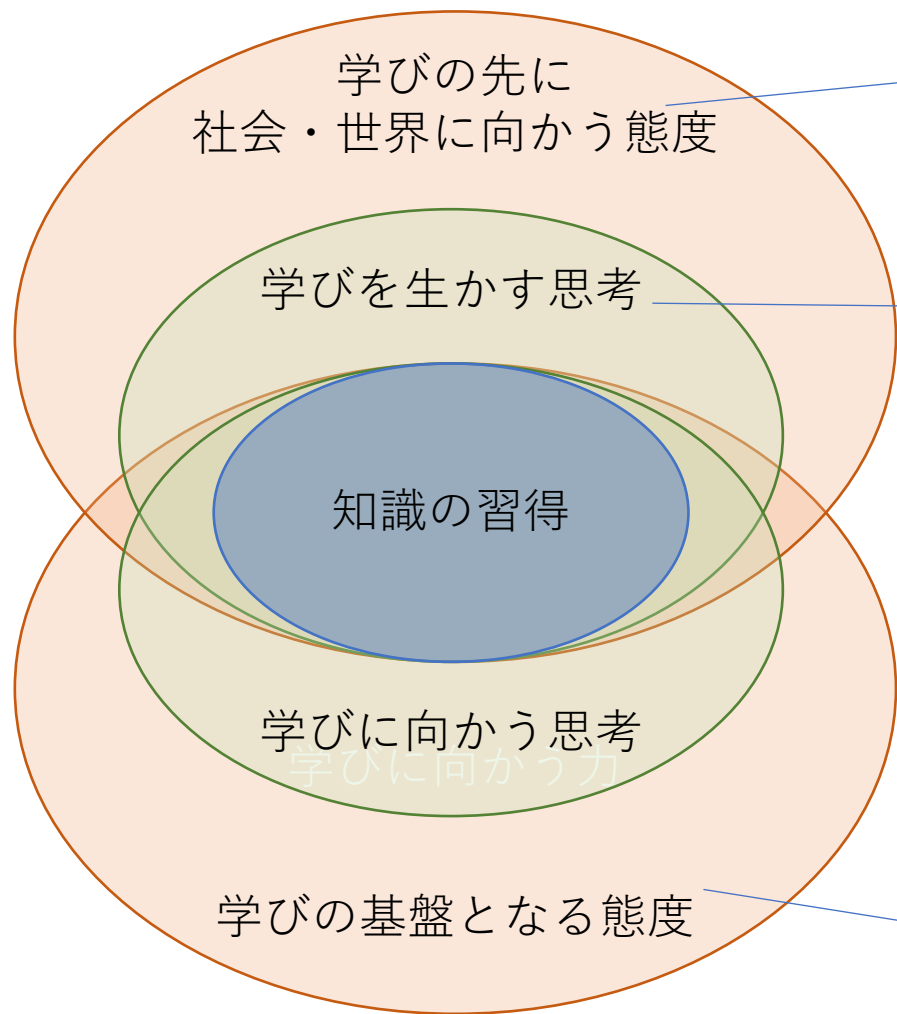 学びの先に
社会・世界に向かう態度
学びを生かす思考
知識の習得
学びに向かう思考
学びに向かう力
学びの基盤となる態度